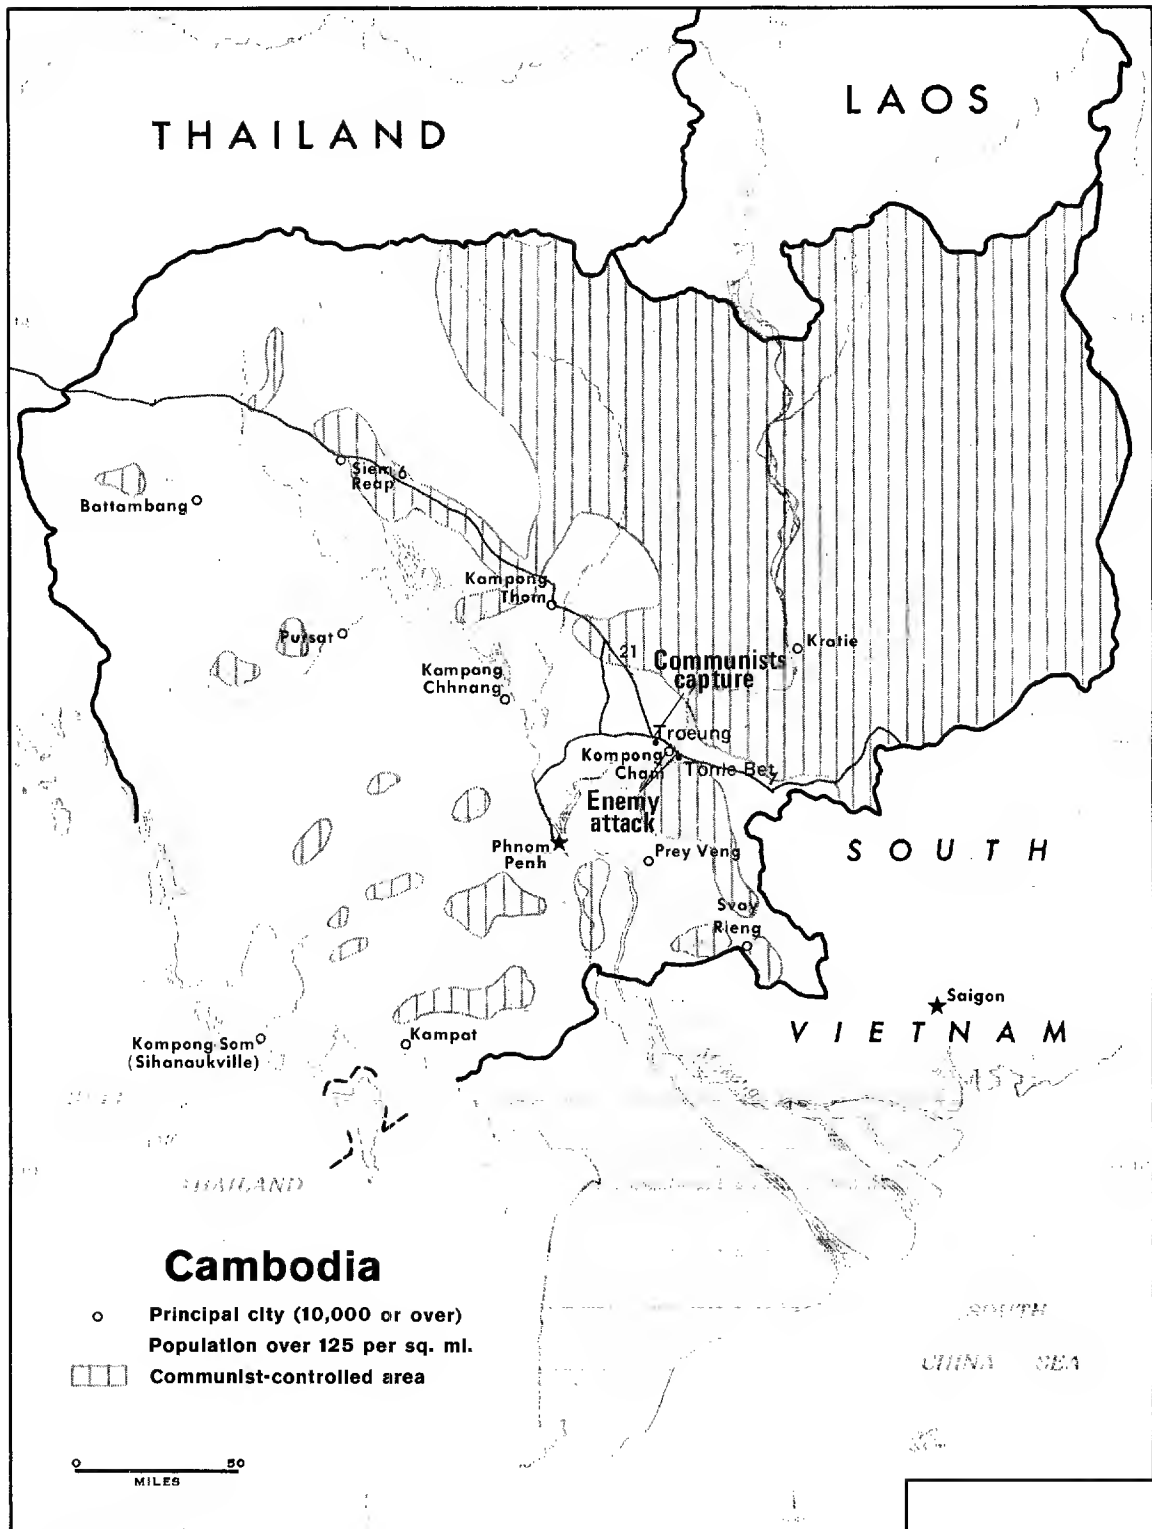 THAILAND
LAOS
Siem 6
Reap
Battambang
Kampong
Thom
Pursat
21
Kratie
Communists
capture
Kampong
Chhnang
Troeung
Kompong
Cham
Tonle Bet
7
Enemy
attack
Phnom
Penh
Prey Veng
SOUTH
Svay
Rieng
Saigon
VIETNAM
Kompong Som
(Sihanoukville)
Kampot
THAILAND
Cambodia
Principal city (10,000 or over)
Population over 125 per sq. mi.
Communist-controlled area
SOUTH
CHINA SEA
0 50
MILES